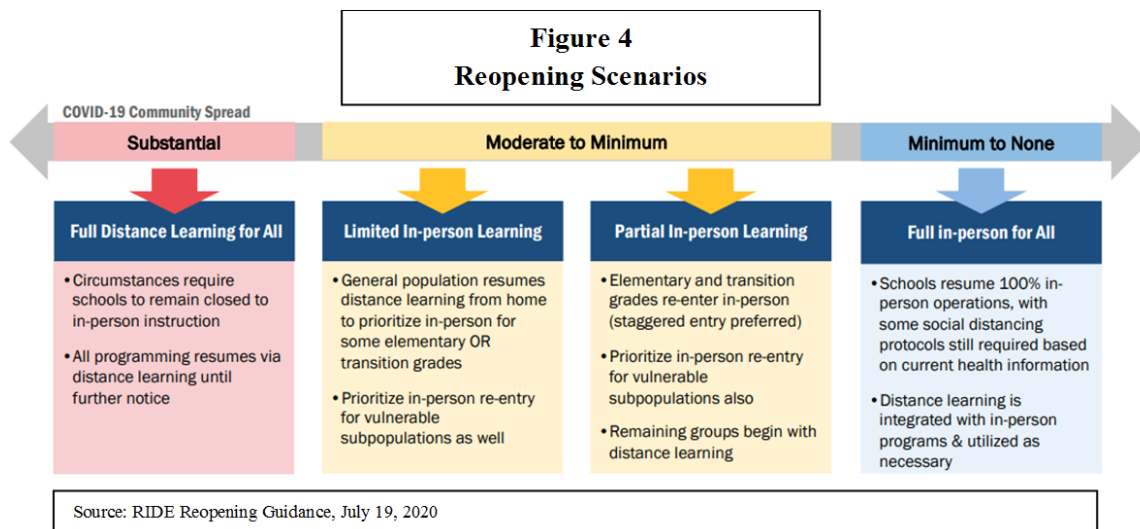 Figure 4
Reopening Scenarios
COVID-19 Community Spread
Substantial
Moderate to Minimum
Minimum to None
Full Distance Learning for All
•Circumstances require
schools to remain closed to
in-person instruction
•All programming resumes via
distance learning until
further notice
Limited In-person Learning
•General population resumes
distance learning from home
to prioritize in-person for
some elementary OR
transition grades
•Prioritize in-person re-entry
for vulnerable
subpopulations as well
Partial In-person Learning
•Elementary and transition
grades re-enter in-person
(staggered entry preferred)
•Prioritize in-person re-entry
for vulnerable
subpopulations also
•Remaining groups begin with
distance learning
Full in-person for All
•Schools resume 100% in-
person operations, with
some social distancing
protocols still required based
on current health information
•Distance learning is
integrated with in-person
programs & utilized as
necessary
Source: RIDE Reopening Guidance, July 19, 2020